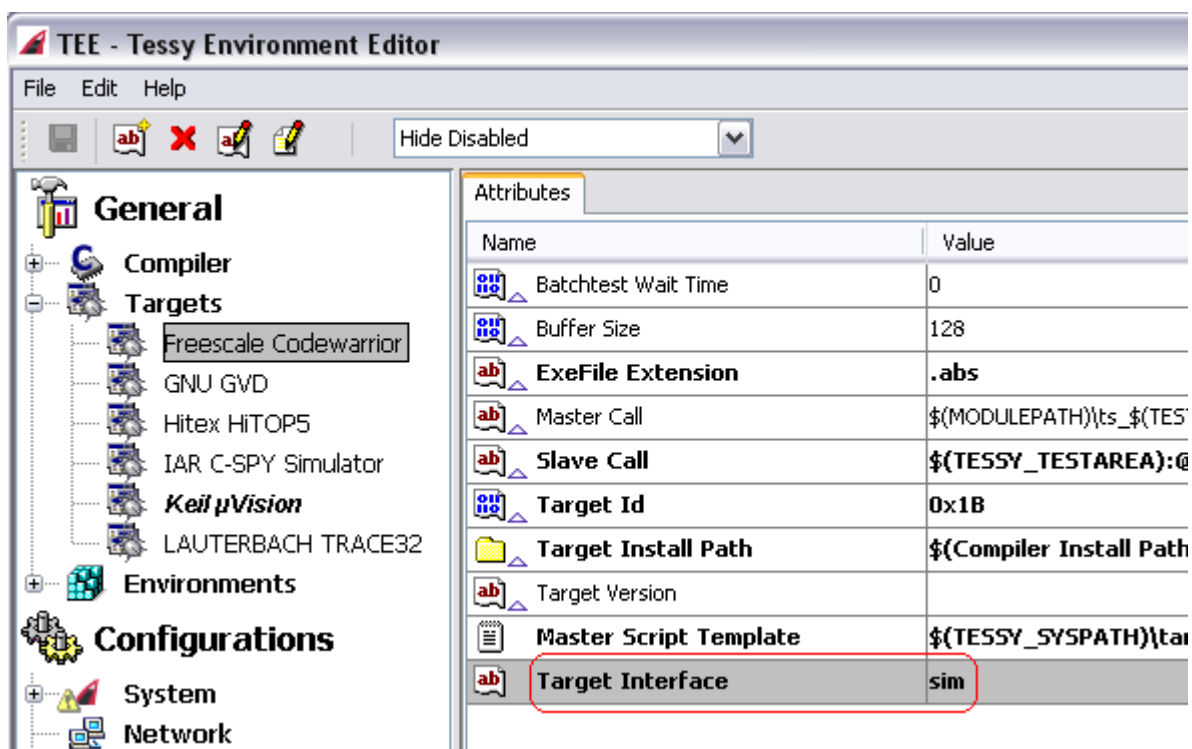 TEE - Tessy Environment Editor
File Edit Help
Hide Disabled
General
Compiler
Targets
Freescale Codewarrior
GNU GVD
Hitex HiTOP5
IAR C-SPY Simulator
Keil µVision
LAUTERBACH TRACE32
Environments
Configurations
System
Network
Attributes
Name Value
Batchtest Wait Time 0
Buffer Size 128
ExeFile Extension .abs
Master Call $(MODULEPATH)\ts_$(TES
Slave Call $(TESSY_TESTAREA):@
Target Id 0x1B
Target Install Path $(Compiler Install Path
Target Version
Master Script Template $(TESSY_SYSPATH)\tar
Target Interface sim